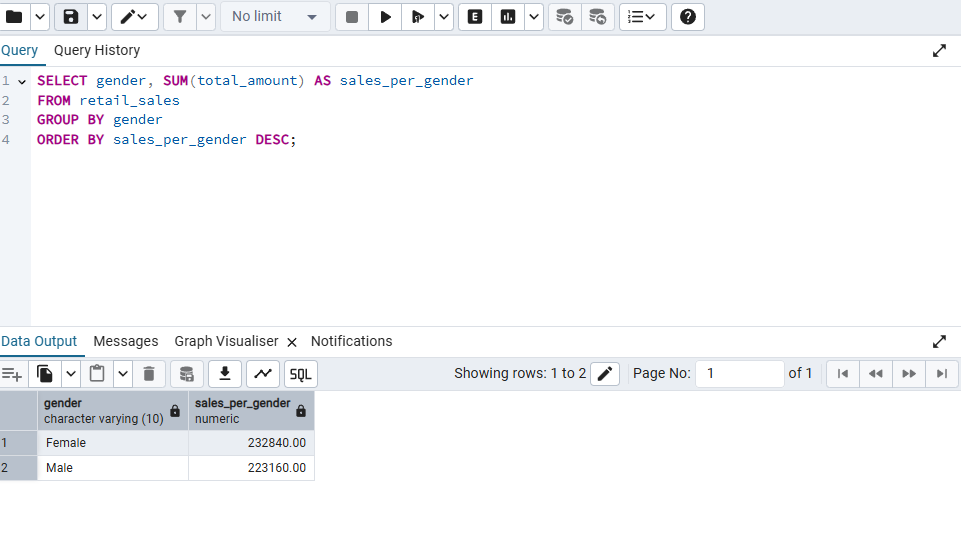 No limit
E
SQL
Query Query History
1 SELECT gender, SUM(total_amount) AS sales_per_gender
2 FROM retail_sales
3 GROUP BY gender
4 ORDER BY sales_per_gender DESC;
Data Output Messages Graph Visualiser Notifications
SQL Showing rows: 1 to 2 Page No: 1 of 1
gender sales_per_gender
character varying (10) numeric
1 Female 232840.00
2 Male 223160.00